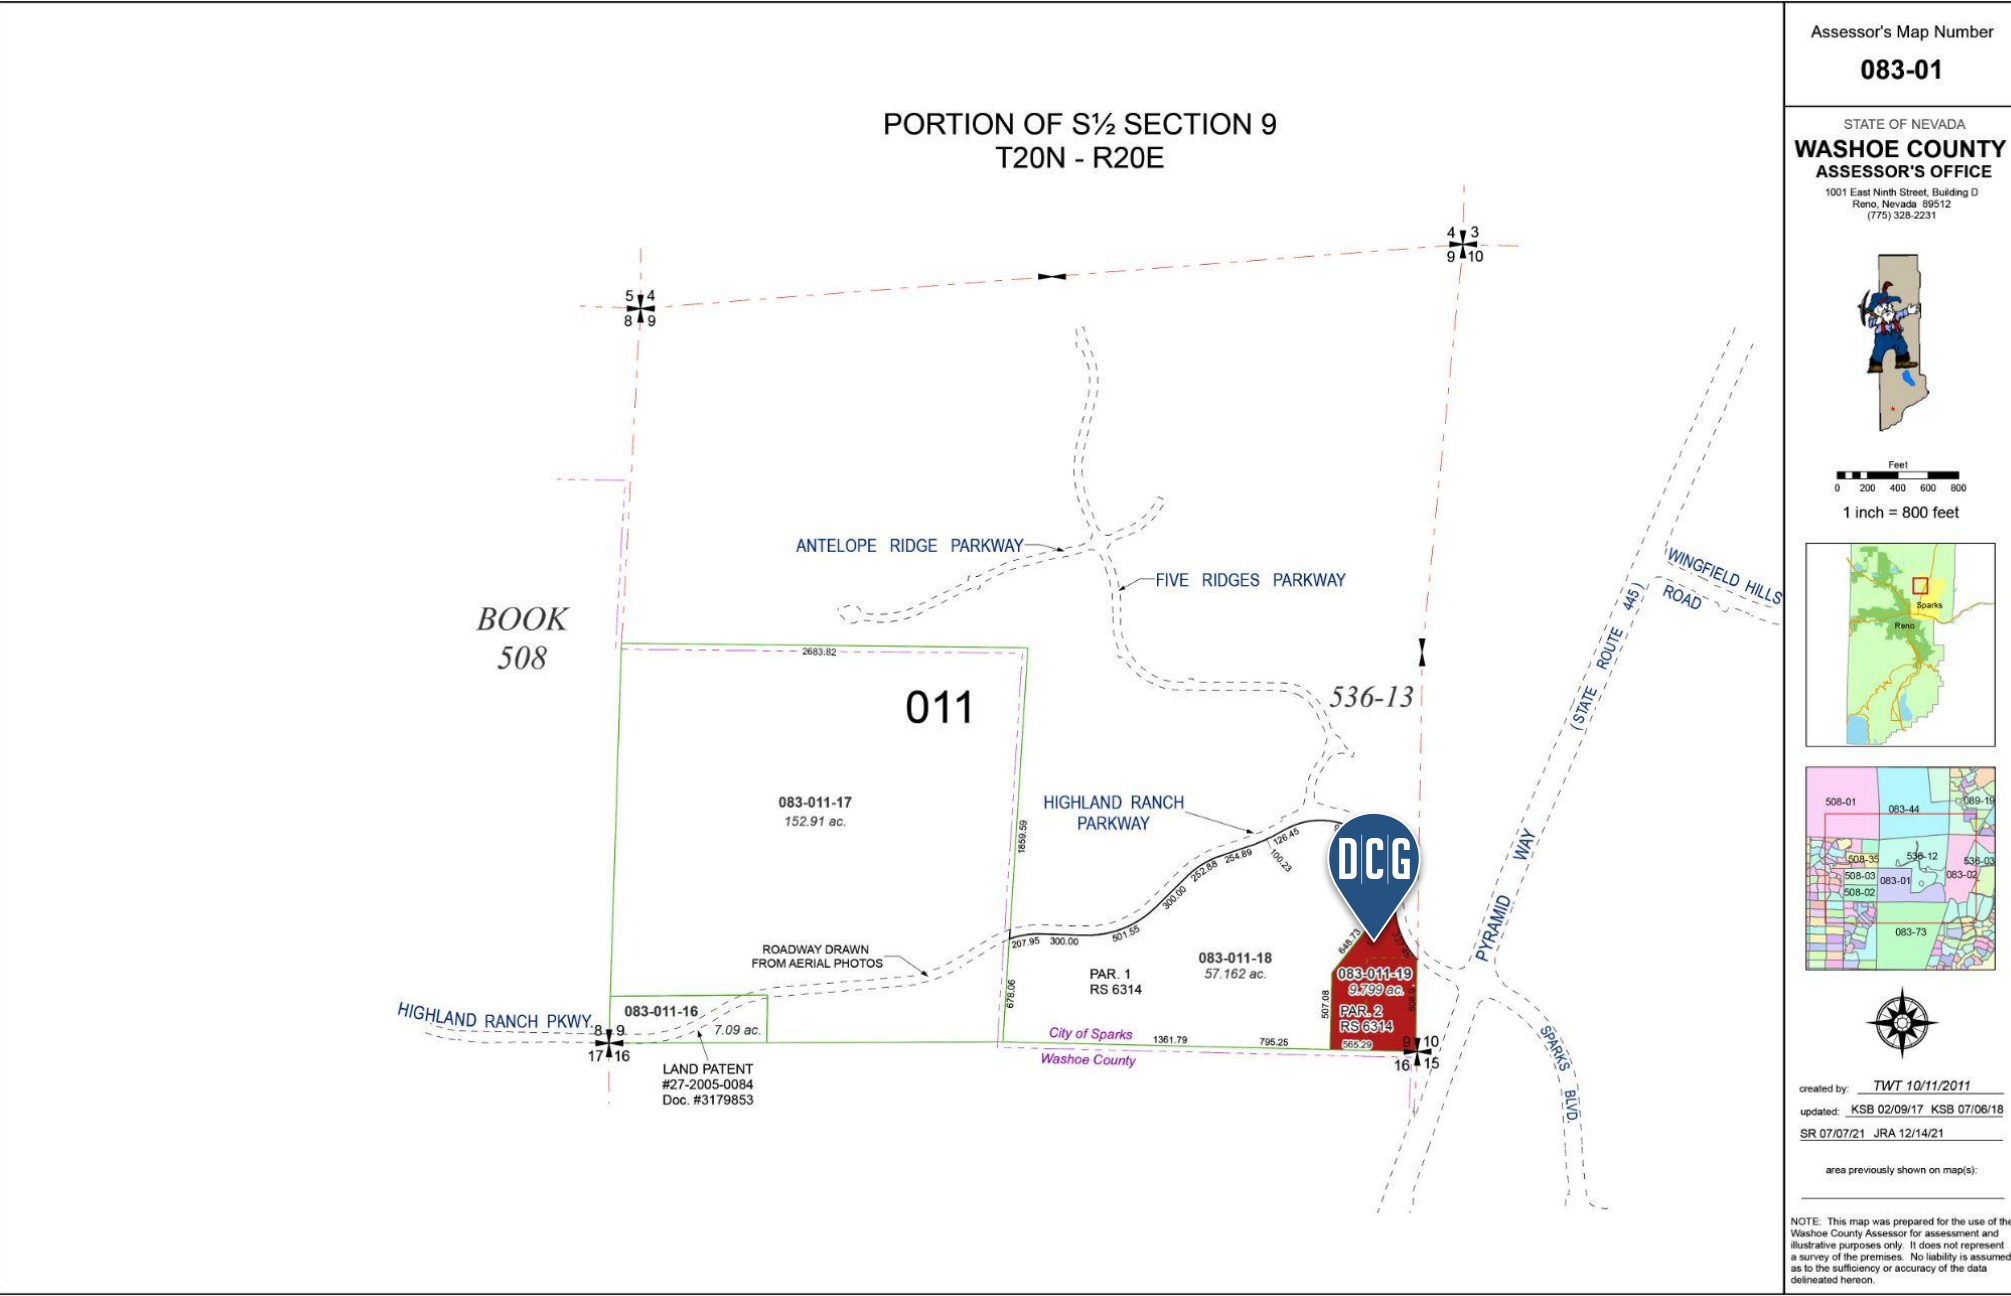 PORTION OF S½ SECTION 9
T20N - R20E
4 3
9 10
5 4
8 9
ANTELOPE RIDGE PARKWAY
FIVE RIDGES PARKWAY
WINGFIELD HILLS
ROAD
(STATE ROUTE 445)
BOOK
508
2683.82
011
536-13
083-011-17
152.91 ac.
1859.59
HIGHLAND RANCH
PARKWAY
126.45
100.23
254.89
252.88
300.00
501.55
300.00
207.95
DCG
PYRAMID WAY
648.73
ROADWAY DRAWN
FROM AERIAL PHOTOS
083-011-18
57.162 ac.
PAR. 1
RS 6314
678.06
083-011-19
9.799 ac.
PAR. 2
RS 6314
507.08
565.29
HIGHLAND RANCH PKWY.
083-011-16
7.09 ac.
8 9
17 16
City of Sparks
Washoe County
1361.79
795.25
9 10
16 15
SPARKS BLVD.
LAND PATENT
#27-2005-0084
Doc. #3179853
Assessor's Map Number
083-01
STATE OF NEVADA
WASHOE COUNTY
ASSESSOR'S OFFICE
1001 East Ninth Street, Building D
Reno, Nevada 89512
(775) 328-2231
Feet
0 200 400 600 800
1 inch = 800 feet
Sparks
Reno
508-01
083-44
089-19
508-35
536-12
536-03
508-03
083-01
083-02
508-02
083-73
created by: TWT 10/11/2011
updated: KSB 02/09/17 KSB 07/06/18
SR 07/07/21 JRA 12/14/21
area previously shown on map(s):
NOTE: This map was prepared for the use of the
Washoe County Assessor for assessment and
illustrative purposes only. It does not represent
a survey of the premises. No liability is assumed
as to the sufficiency or accuracy of the data
delineated hereon.